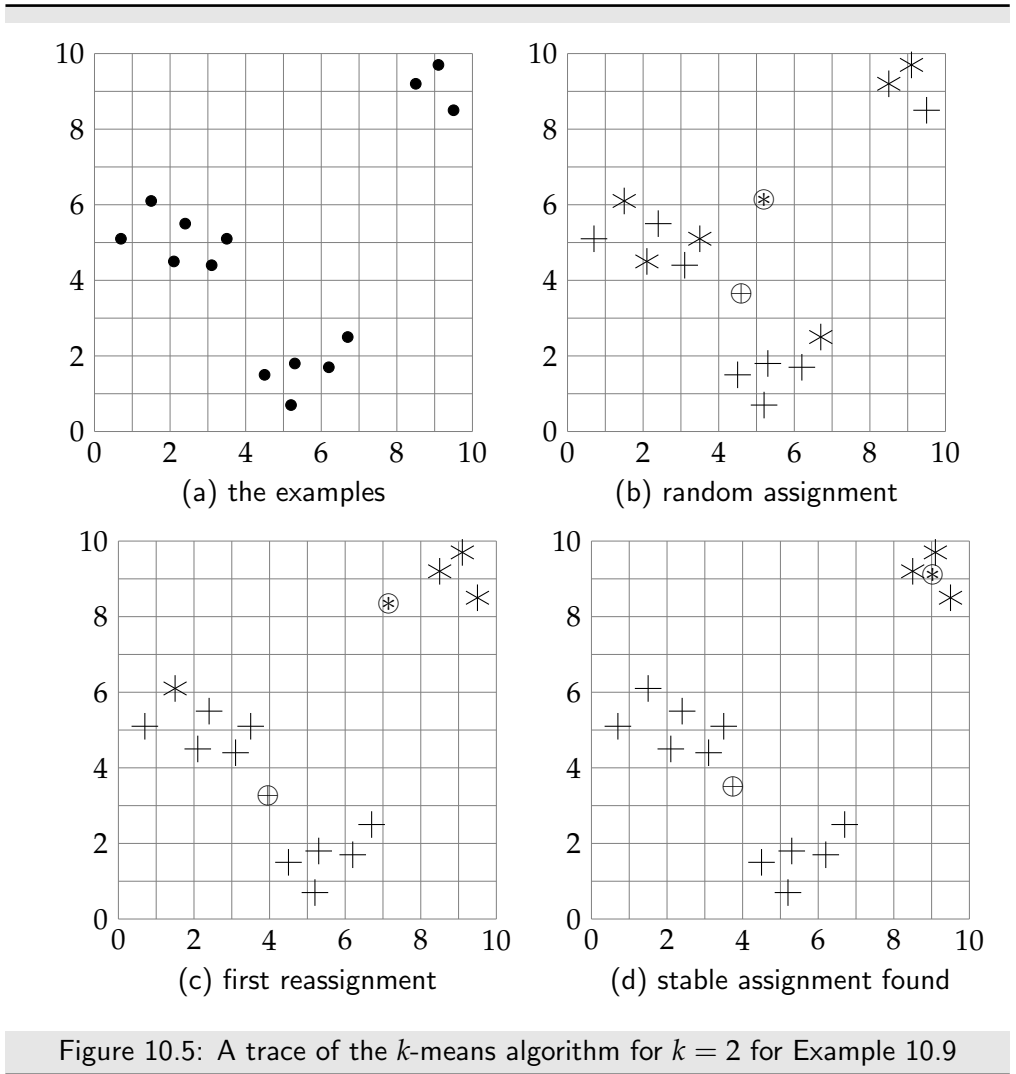 10
8
6
4
2
0
0 2 4 6 8 10
(a) the examples
10
8
6
4
2
0
0 2 4 6 8 10
(b) random assignment
10
8
6
4
2
0
0 2 4 6 8 10
(c) first reassignment
10
8
6
4
2
0
0 2 4 6 8 10
(d) stable assignment found
Figure 10.5: A trace of the k-means algorithm for k = 2 for Example 10.9